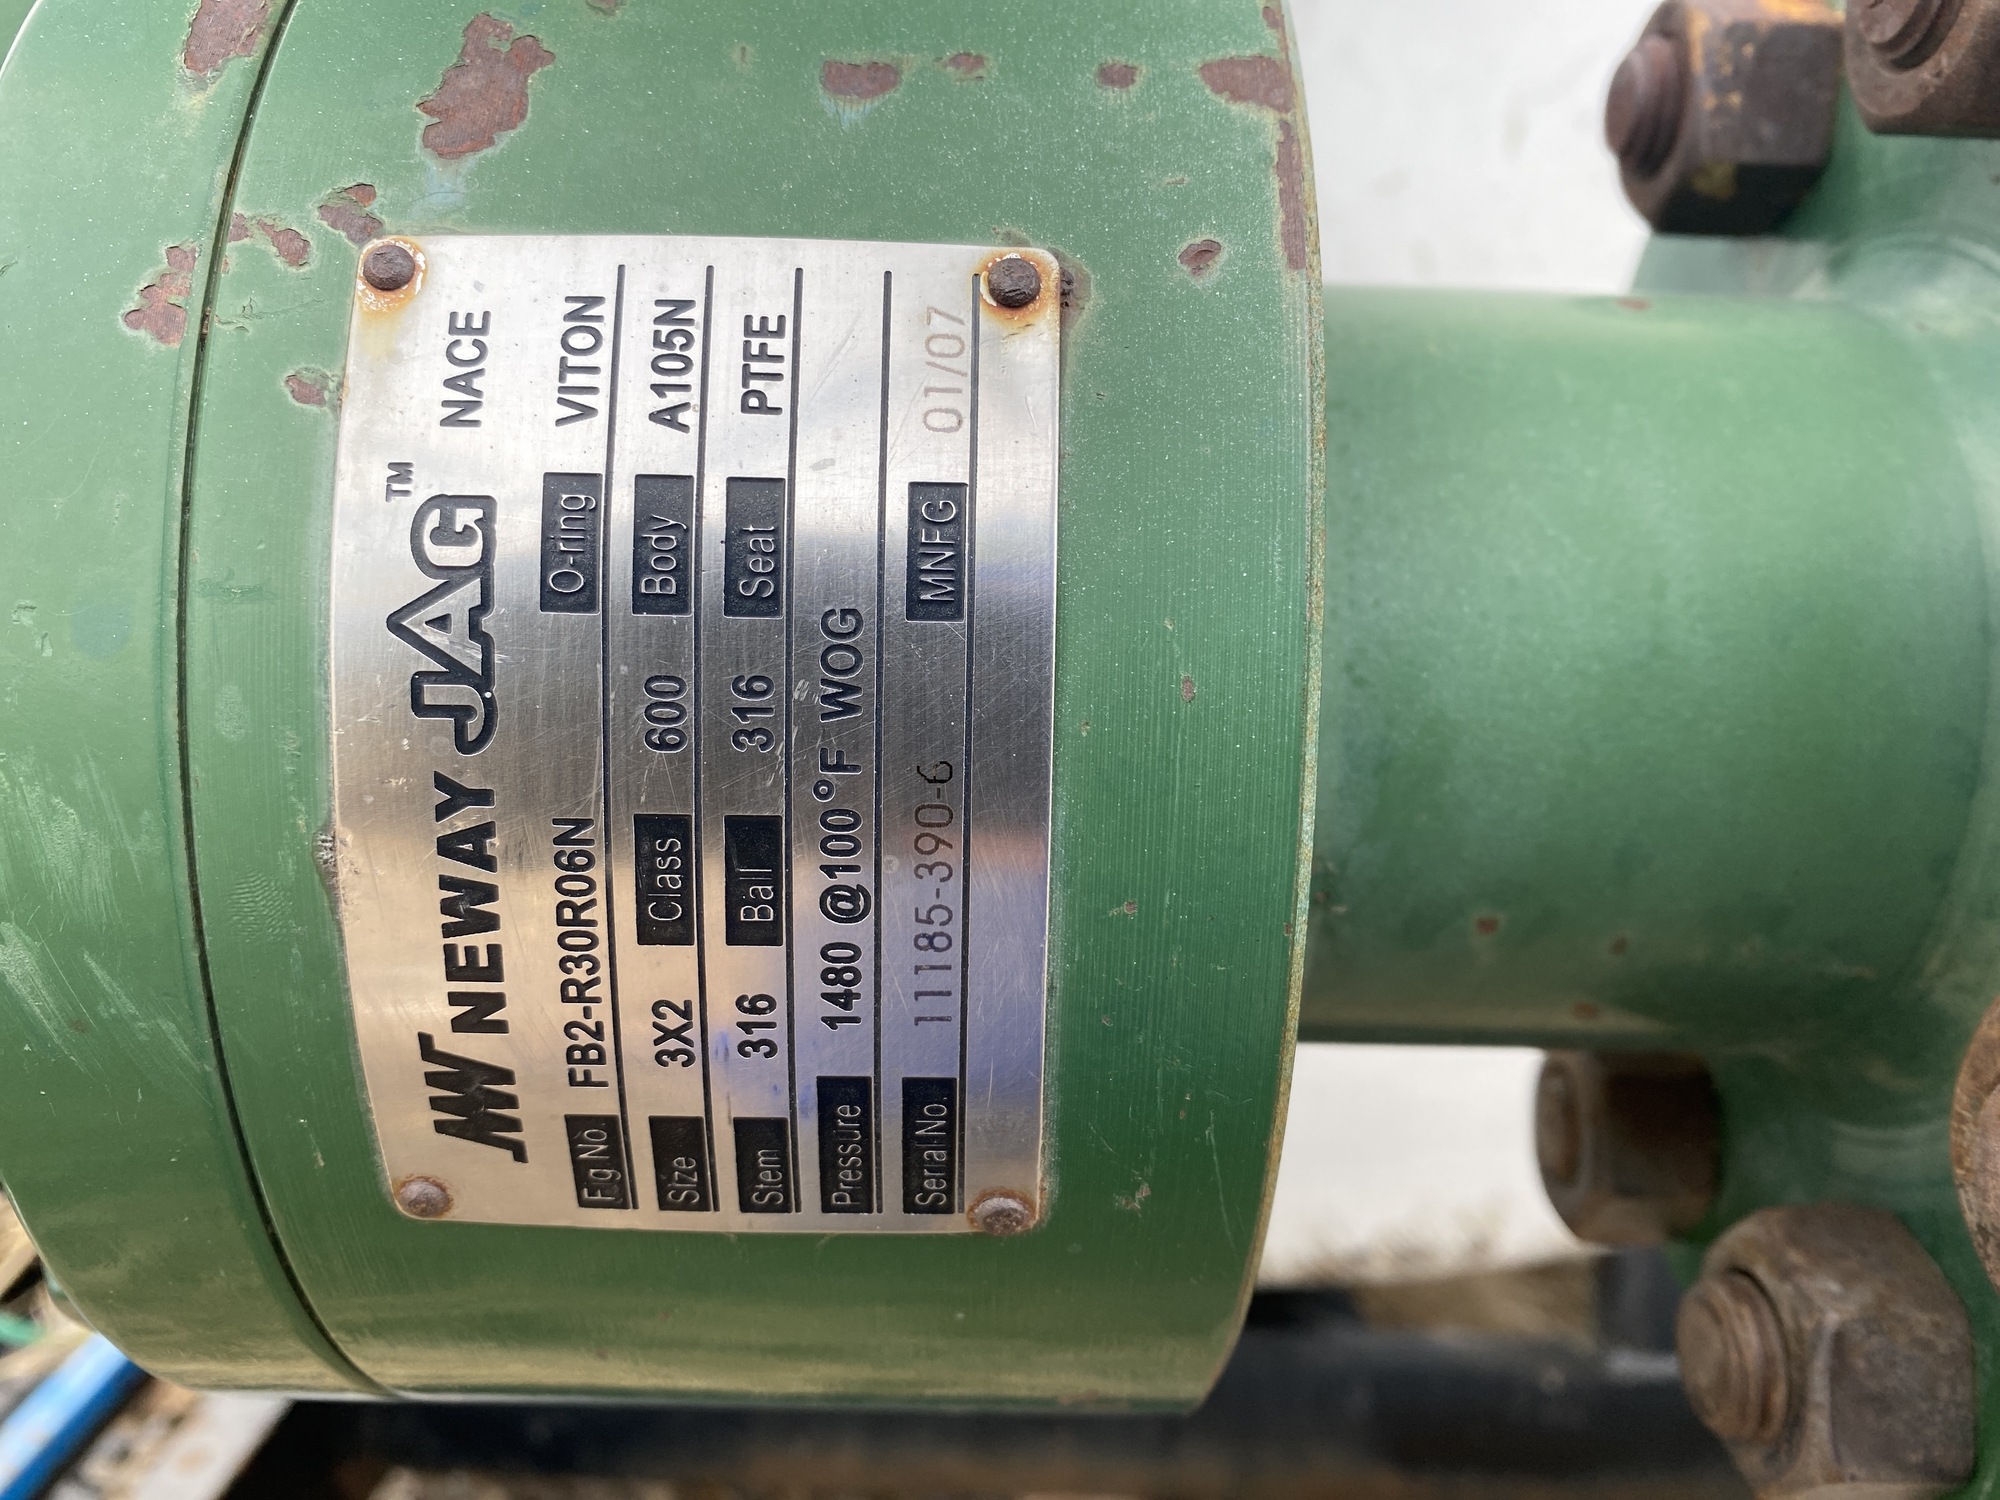 NEWAY JAG™ NACE
Fig No. FB2-R30R06N O-ring VITON
Size 3X2 Class 600 Body A105N
Stem 316 Ball 316 Seat PTFE
Pressure 1480 @100°F WOG
Serial No. 11185-390-6 MNFG 01/07